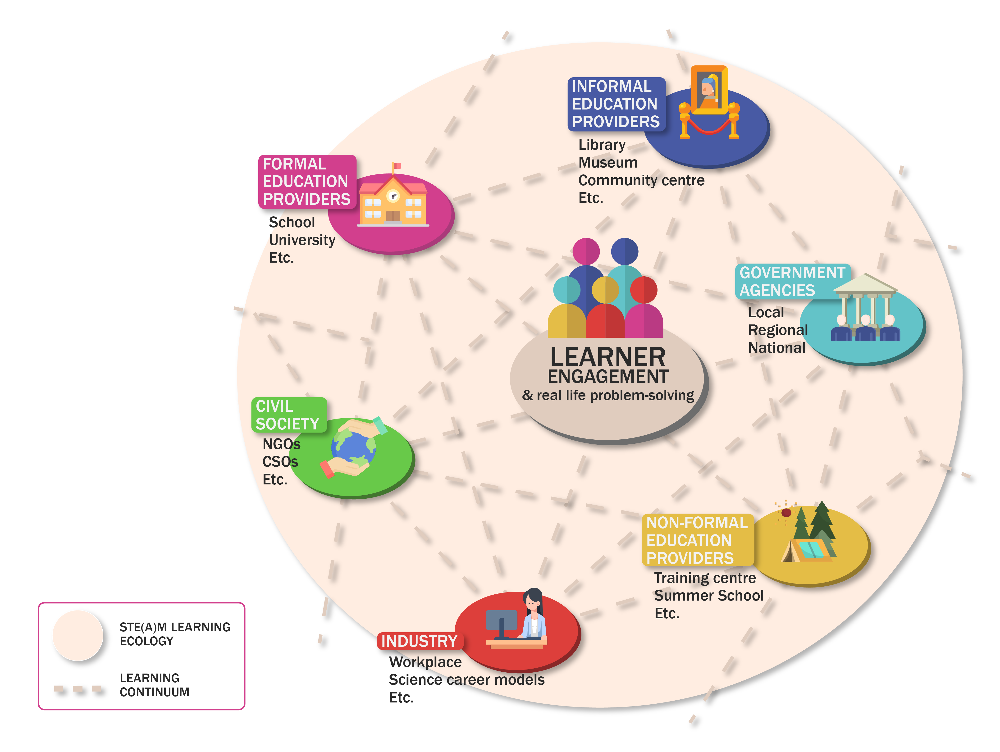 INFORMAL
EDUCATION
PROVIDERS
Library
Museum
Community centre
Etc.
FORMAL
EDUCATION
PROVIDERS
School
University
Etc.
GOVERNMENT
AGENCIES
Local
Regional
National
LEARNER
ENGAGEMENT
& real life problem-solving
CIVIL
SOCIETY
NGOs
CSOs
Etc.
NON-FORMAL
EDUCATION
PROVIDERS
Training centre
Summer School
Etc.
INDUSTRY
Workplace
Science career models
Etc.
STE(A)M LEARNING
ECOLOGY
LEARNING
CONTINUUM